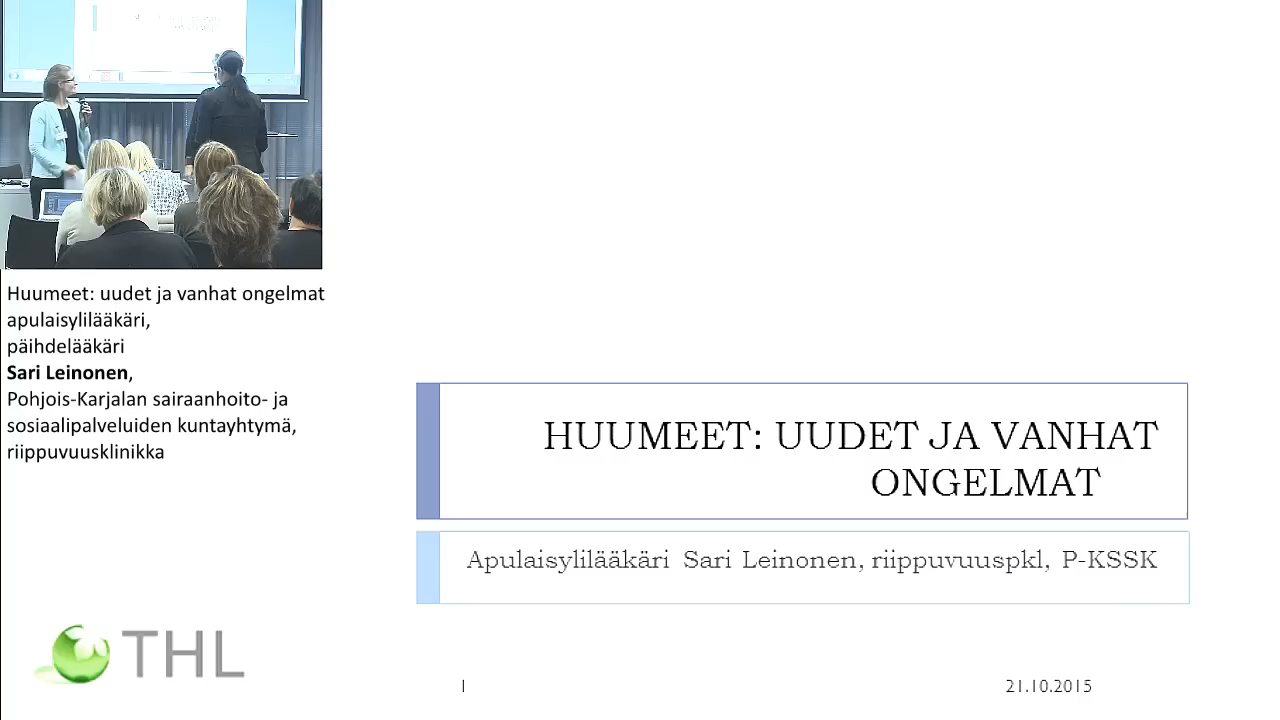 Huumeet: uudet ja vanhat ongelmat
apulaisylilääkäri,
päihdelääkäri
Sari Leinonen,
Pohjois-Karjalan sairaanhoito- ja
sosiaalipalveluiden kuntayhtymä,
riippuvuusklinikka
THL
HUUMEET: UUDET JA VANHAT
ONGELMAT
Apulaisylilääkäri Sari Leinonen, riippuvuuspkl, P-KSSK
1
21.10.2015